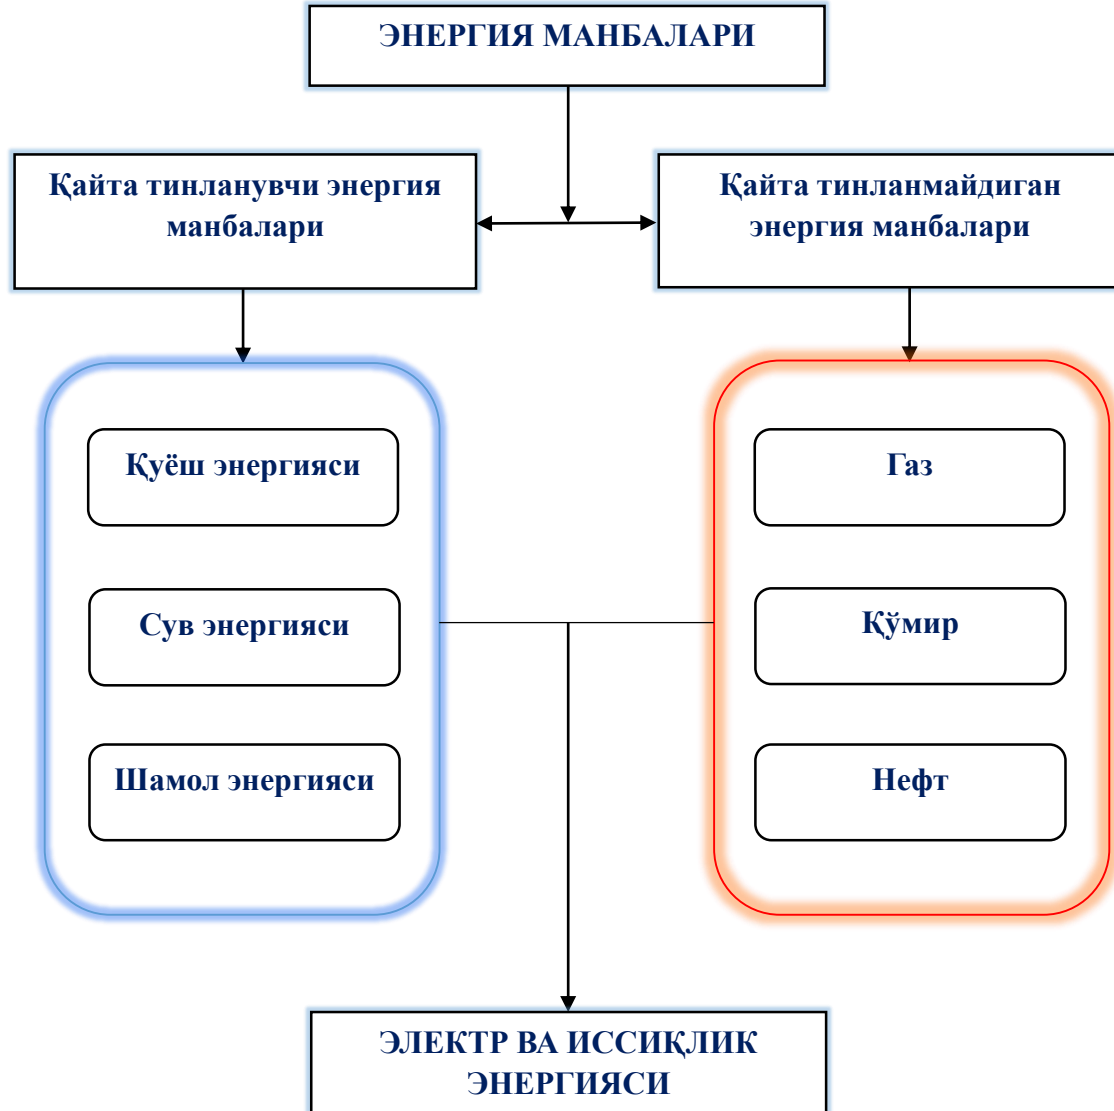 ЭНЕРГИЯ МАНБАЛАРИ
Қайта тинланувчи энергия
манбалари
Қайта тинланмайдиган
энергия манбалари
Қуёш энергияси
Сув энергияси
Шамол энергияси
Газ
Қўмир
Нефт
ЭЛЕКТР ВА ИССИҚЛИК
ЭНЕРГИЯСИ